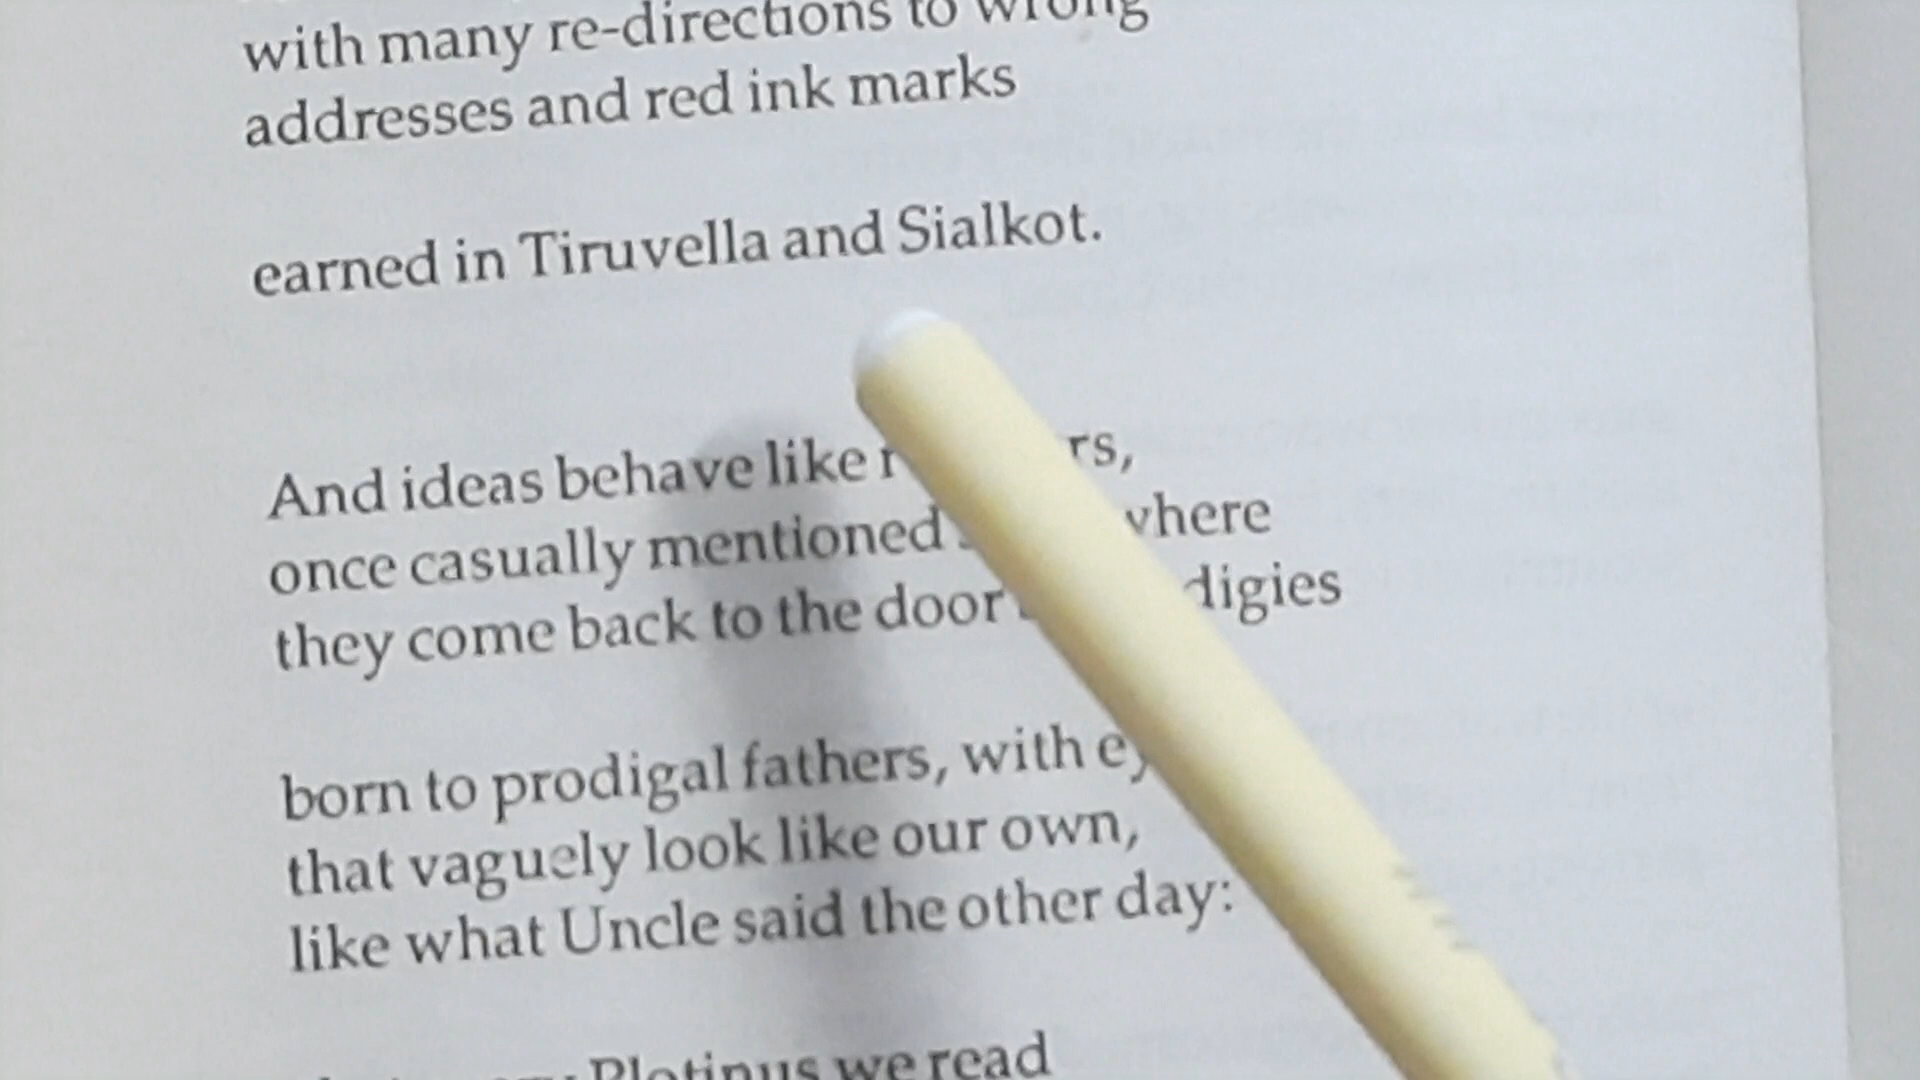 with many re-directions to wrong
addresses and red ink marks
earned in Tiruvella and Sialkot.
And ideas behave like
once casually mentioned
they come back to the door
born to prodigal fathers, with
that vaguely look like our own,
like what Uncle said the other day:
Plotinus we read